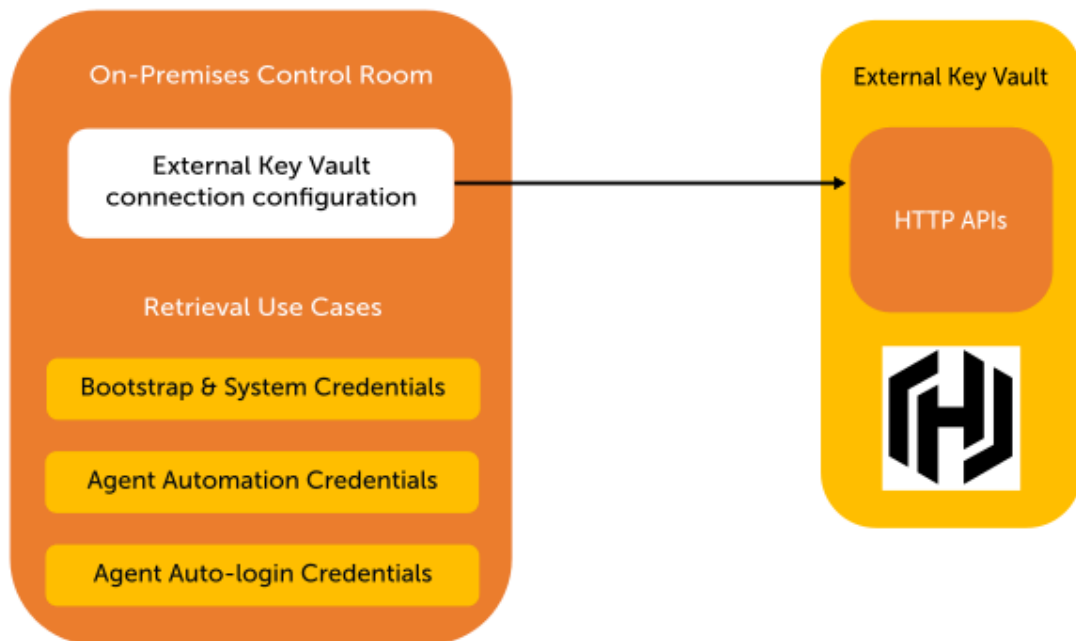 On-Premises Control Room
External Key Vault
connection configuration
Retrieval Use Cases
Bootstrap & System Credentials
Agent Automation Credentials
Agent Auto-login Credentials
External Key Vault
HTTP APIs